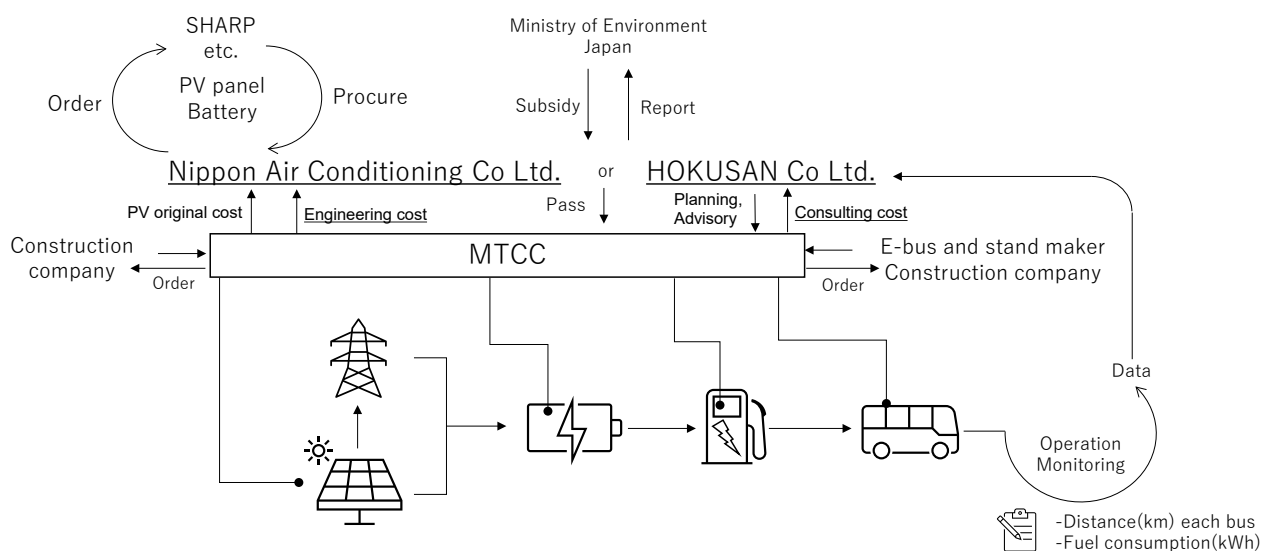 SHARP
etc.
PV panel
Battery
Order
Procure
Ministry of Environment
Japan
Subsidy
Report
Nippon Air Conditioning Co Ltd.
or
HOKUSAN Co Ltd.
PV original cost
Engineering cost
Pass
Planning,
Advisory
Consulting cost
Construction
company
Order
MTCC
E-bus and stand maker
Construction company
Order
Data
Operation
Monitoring
-Distance(km) each bus
-Fuel consumption(kWh)